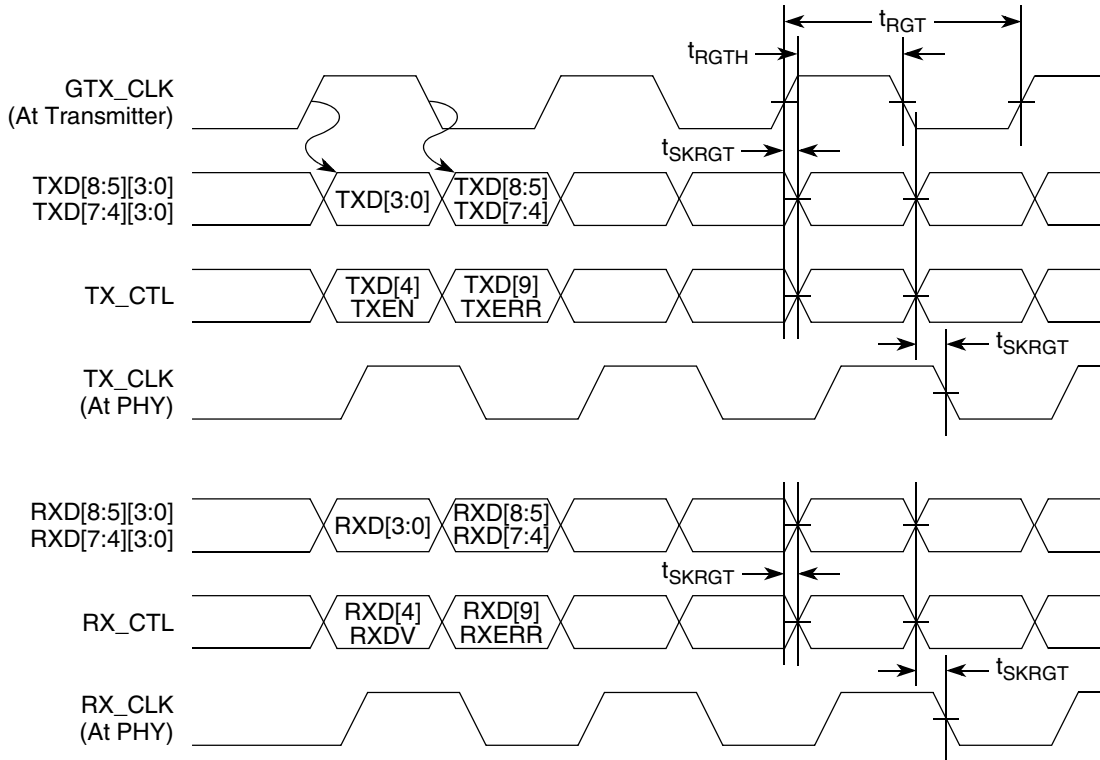 tRGT
tRGTH
GTX_CLK
(At Transmitter)
tSKRGT
TXD[8:5][3:0]
TXD[7:4][3:0]
TXD[3:0]
TXD[8:5]
TXD[7:4]
TX_CTL
TXD[4]
TXEN
TXD[9]
TXERR
tSKRGT
TX_CLK
(At PHY)
RXD[8:5][3:0]
RXD[7:4][3:0]
RXD[3:0]
RXD[8:5]
RXD[7:4]
tSKRGT
RX_CTL
RXD[4]
RXDV
RXD[9]
RXERR
tSKRGT
RX_CLK
(At PHY)